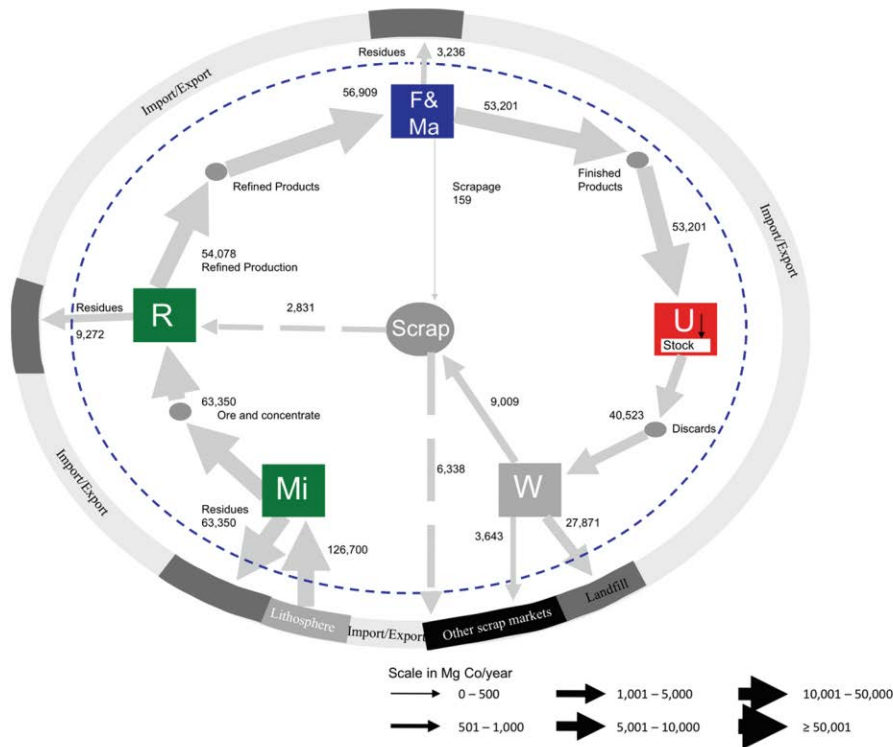 Residues 3,236
Import/Export
56,909
F&
Ma
53,201
Refined Products
Scrapage
159
Finished
Products
Import/Export
54,078
Refined Production
53,201
Residues
9,272
R
2,831
Scrap
U
Stock
63,350
Ore and concentrate
9,009
40,523
Discards
Import/Export
Mi
6,338
W
Residues
63,350
126,700
3,643
27,871
Lithosphere
Import/Export
Other scrap markets
Landfill
Scale in Mg Co/year
0 – 500
1,001 – 5,000
10,001 – 50,000
501 – 1,000
5,001 – 10,000
≥ 50,001